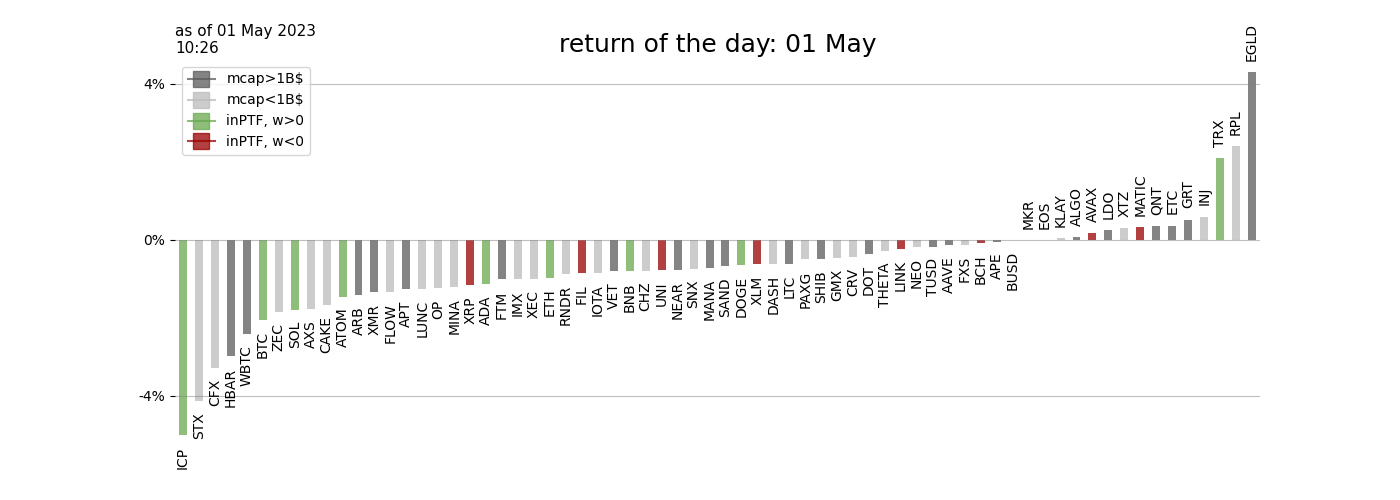 as of 01 May 2023
10:26
return of the day: 01 May
mcap>1B$
mcap<1B$
inPTF, w>0
inPTF, w<0
4%
0%
-4%
ICP
STX
CFX
HBAR
WBTC
BTC
ZEC
SOL
AXS
CAKE
ATOM
ARB
XMR
FLOW
APT
LUNC
OP
MINA
XRP
ADA
FTM
IMX
XEC
ETH
RNDR
FIL
IOTA
VET
BNB
CHZ
UNI
NEAR
SNX
MANA
SAND
DOGE
XLM
DASH
LTC
PAXG
SHIB
GMX
CRV
DOT
THETA
LINK
NEO
TUSD
AAVE
FXS
BCH
APE
BUSD
MKR
EOS
KLAY
ALGO
AVAX
LDO
XTZ
MATIC
QNT
ETC
GRT
INJ
TRX
RPL
EGLD